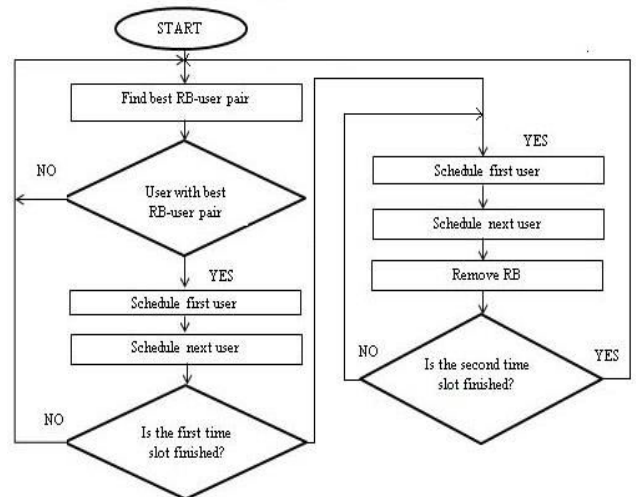 START
Find best RB-user pair
NO
User with best
RB-user pair
YES
Schedule first user
Schedule next user
NO
Is the first time
slot finished?
YES
Schedule first user
Schedule next user
Remove RB
NO
Is the second time
slot finished?
YES